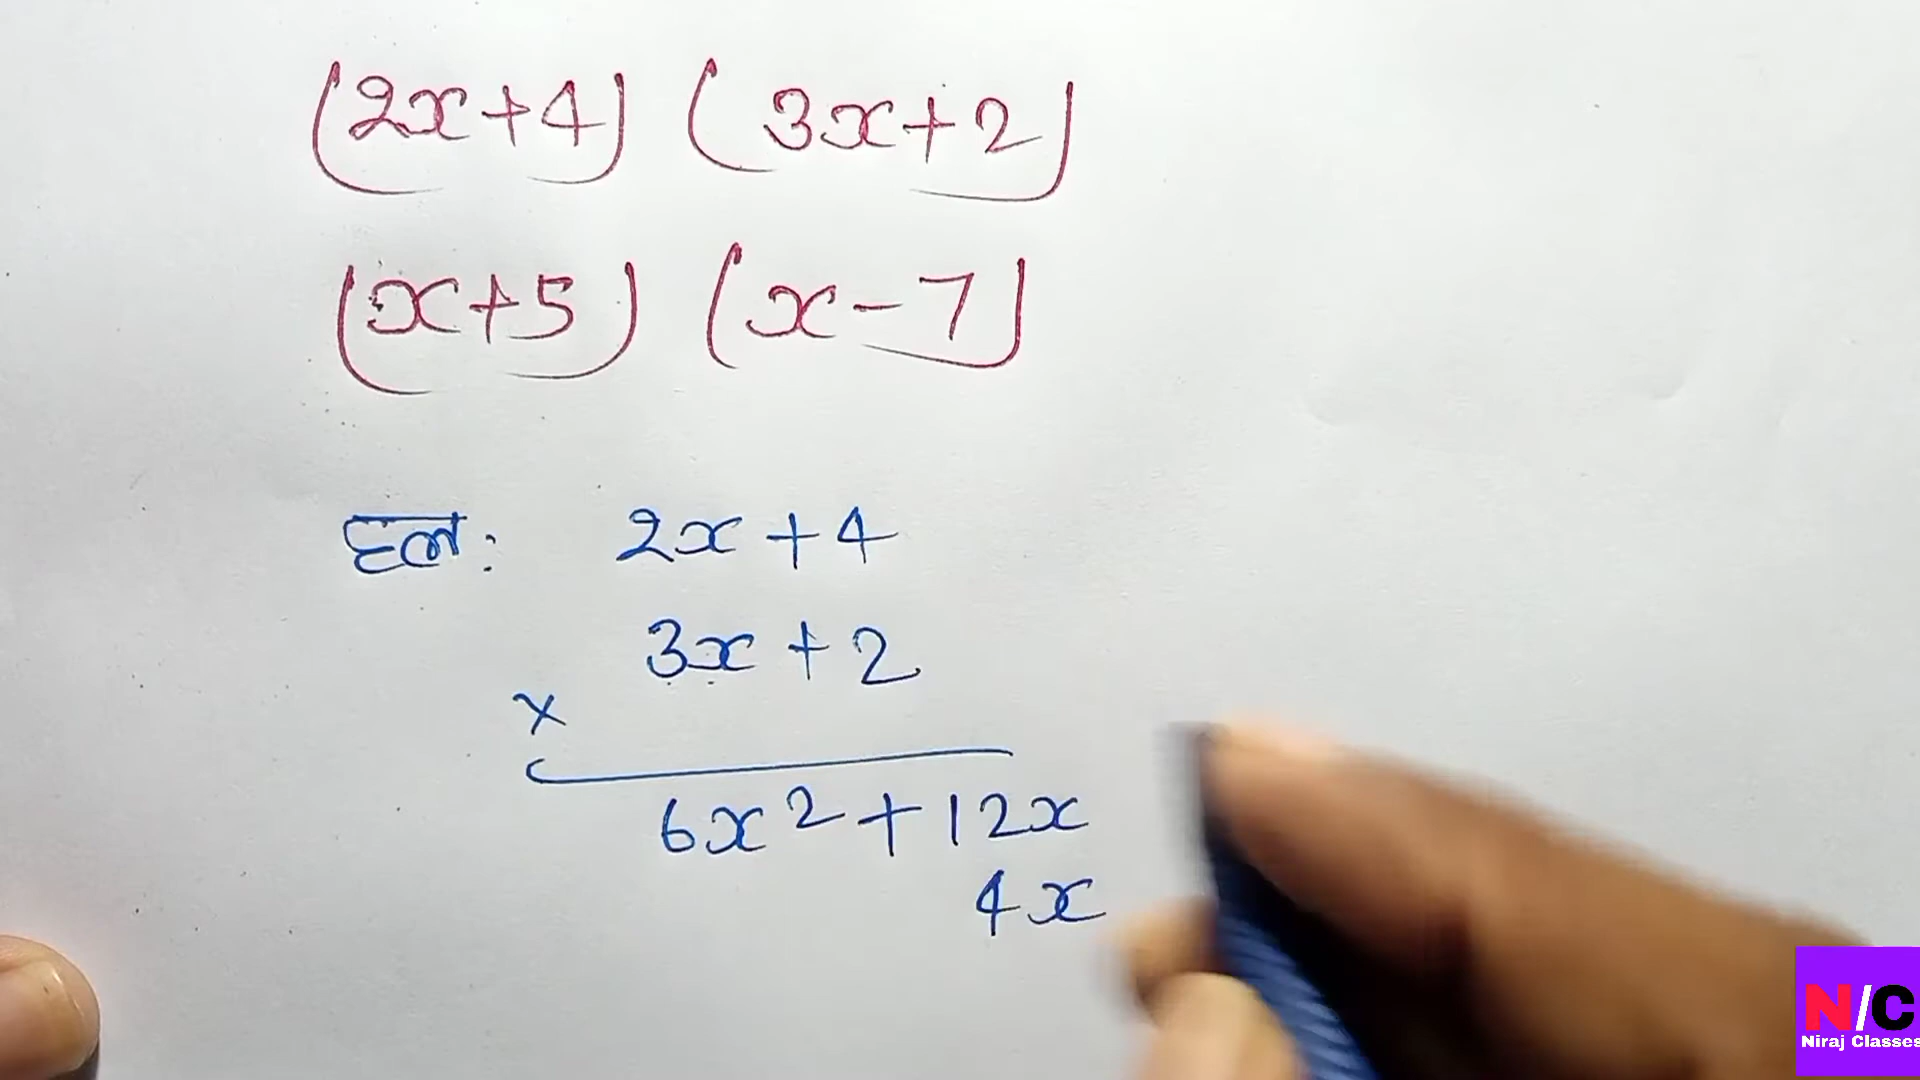 (2x+4) (3x+2)
(x+5) (x-7)
हल: 2x+4
3x+2
x
6x²+12x
4x
N/C
Niraj Classes